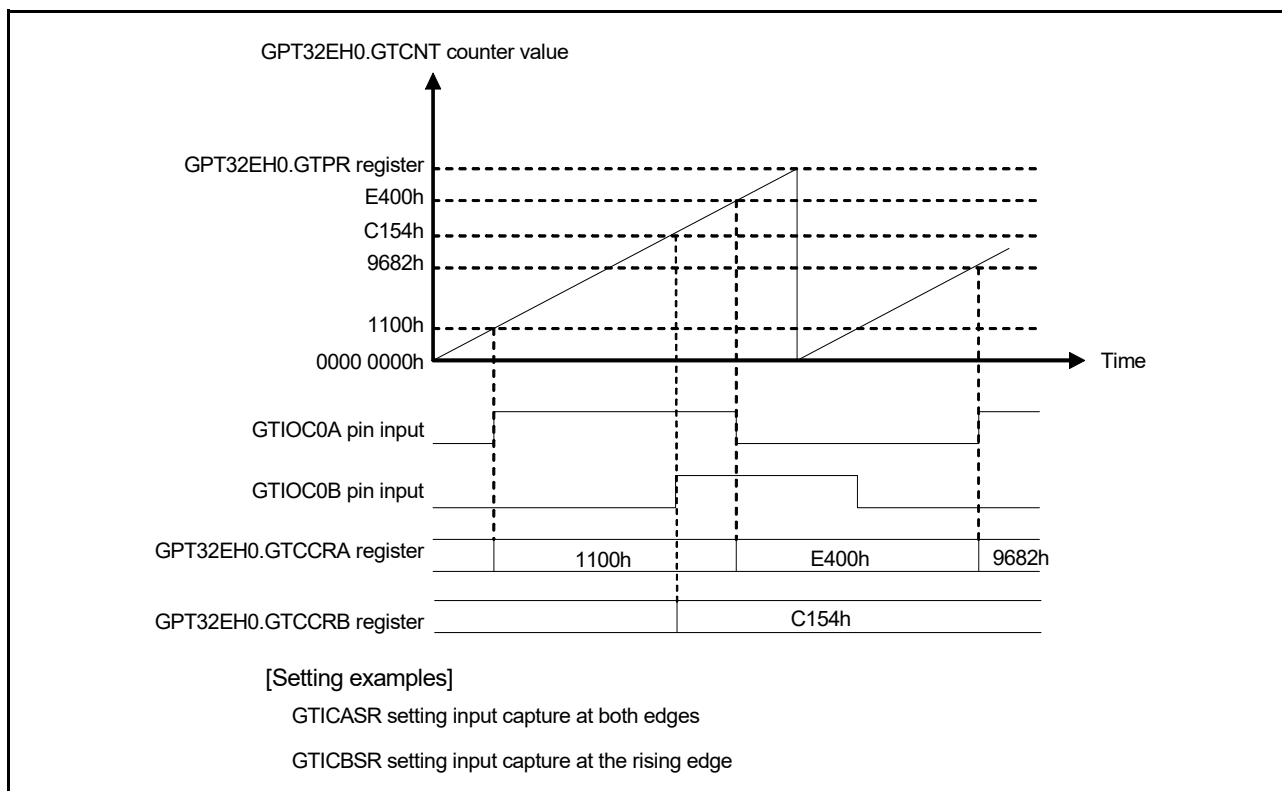 GPT32EH0.GTCNT counter value
GPT32EH0.GTPR register
E400h
C154h
9682h
1100h
0000 0000h
Time
GTIOC0A pin input
GTIOC0B pin input
GPT32EH0.GTCCRA register
1100h
E400h
9682h
GPT32EH0.GTCCRB register
C154h
[Setting examples]
GTICASR setting input capture at both edges
GTICBSR setting input capture at the rising edge